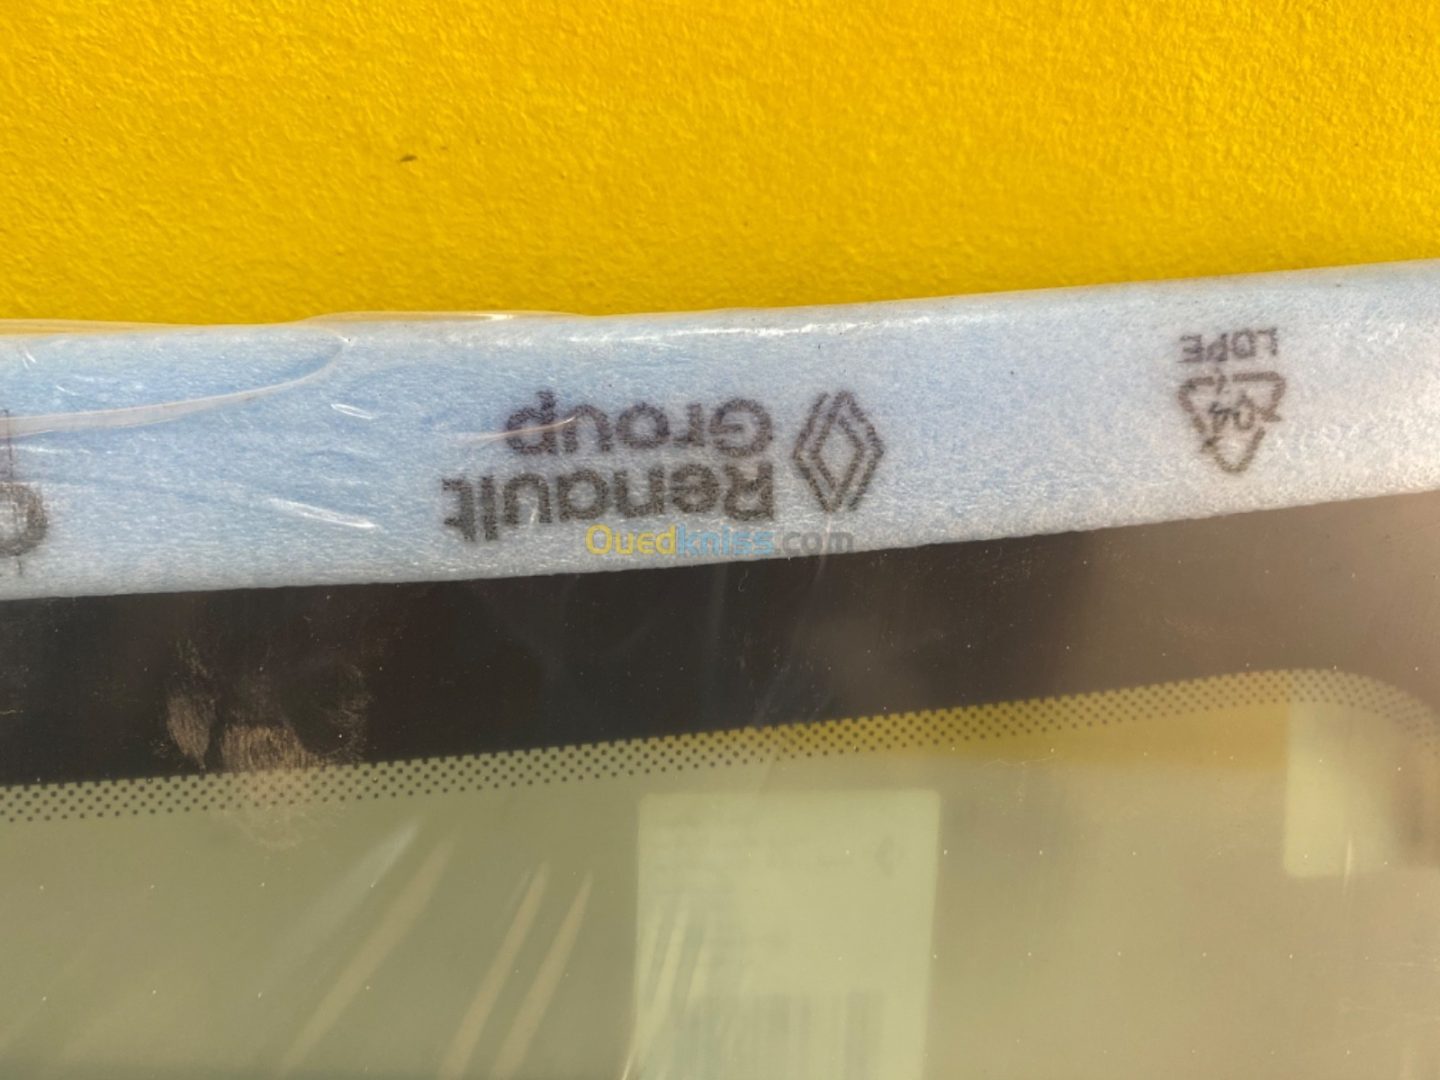 Renault
Group
04
LDPE
Ouedkniss.com